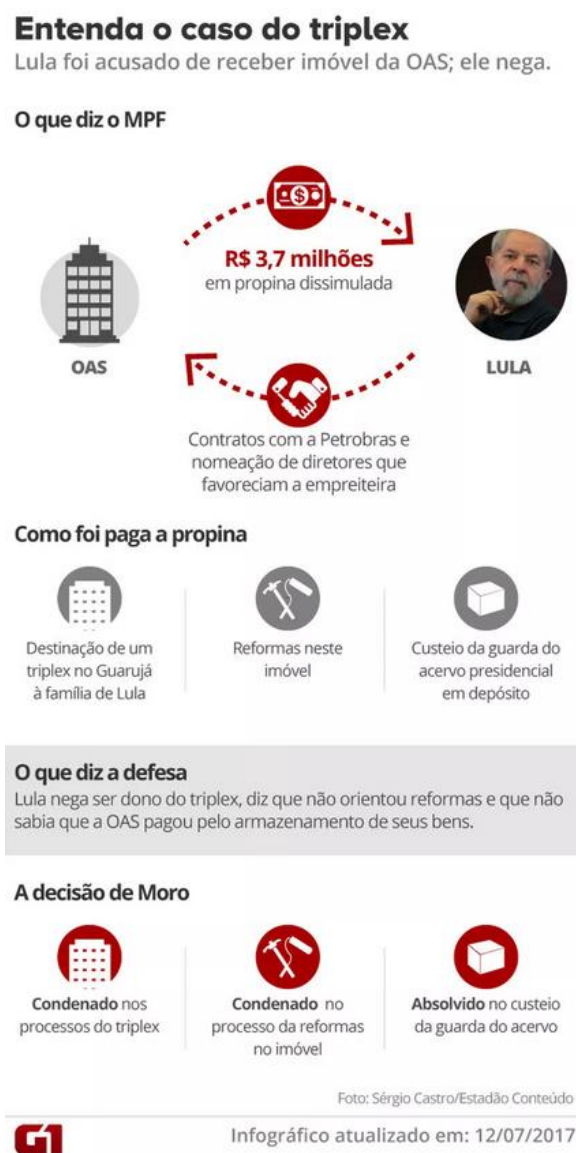 Entenda o caso do triplex
Lula foi acusado de receber imóvel da OAS; ele nega.
O que diz o MPF
R$ 3,7 milhões
em propina dissimulada
OAS
LULA
Contratos com a Petrobras e
nomeação de diretores que
favoreciam a empreiteira
Como foi paga a propina
Destinação de um
triplex no Guarujá
à família de Lula
Reformas neste
imóvel
Custeio da guarda do
acervo presidencial
em depósito
O que diz a defesa
Lula nega ser dono do triplex, diz que não orientou reformas e que não
sabia que a OAS pagou pelo armazenamento de seus bens.
A decisão de Moro
Condenado nos
processos do triplex
Condenado no
processo da reformas
no imóvel
Absolvido no custeio
da guarda do acervo
Foto: Sérgio Castro/Estadão Conteúdo
G1
Infográfico atualizado em: 12/07/2017